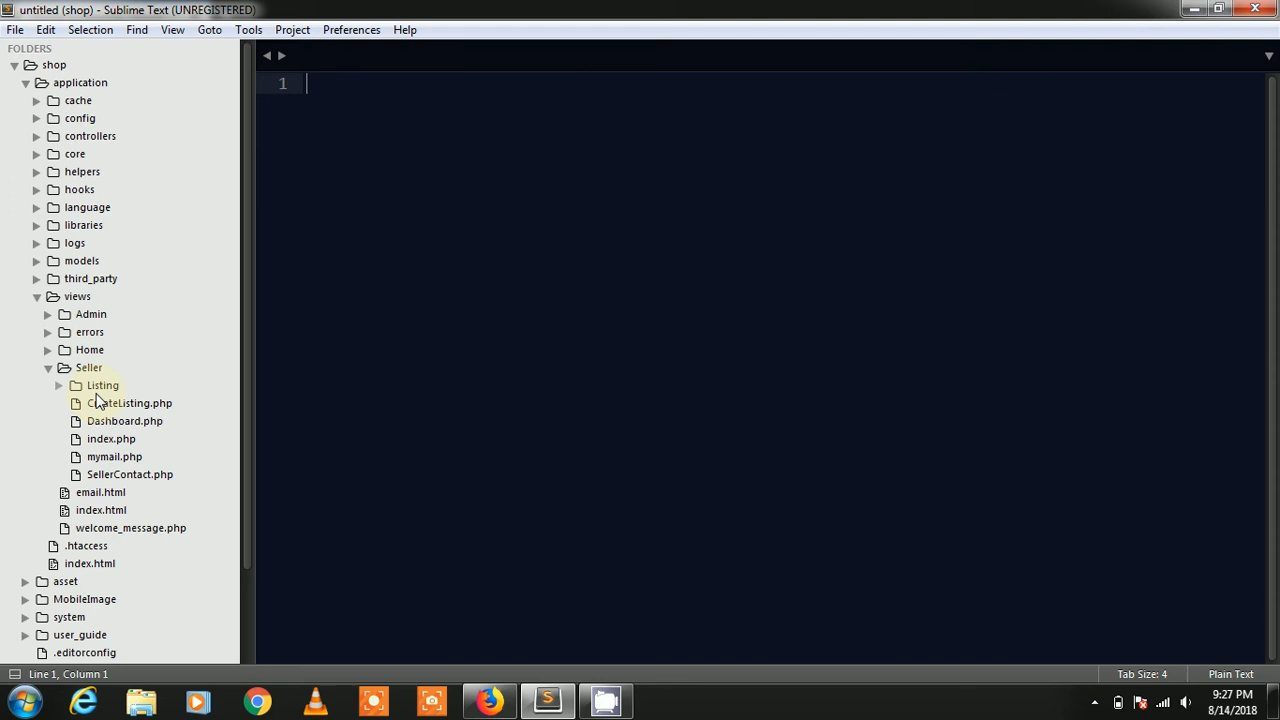 untitled (shop) - Sublime Text (UNREGISTERED)
File Edit Selection Find View Goto Tools Project Preferences Help
FOLDERS
shop
application
cache
config
controllers
core
helpers
hooks
language
libraries
logs
models
third_party
views
Admin
errors
Home
Seller
Listing
CreateListing.php
Dashboard.php
index.php
mymail.php
SellerContact.php
email.html
index.html
welcome_message.php
.htaccess
index.html
asset
MobileImage
system
user_guide
.editorconfig
1
Line 1, Column 1
Tab Size: 4
Plain Text
9:27 PM
8/14/2018